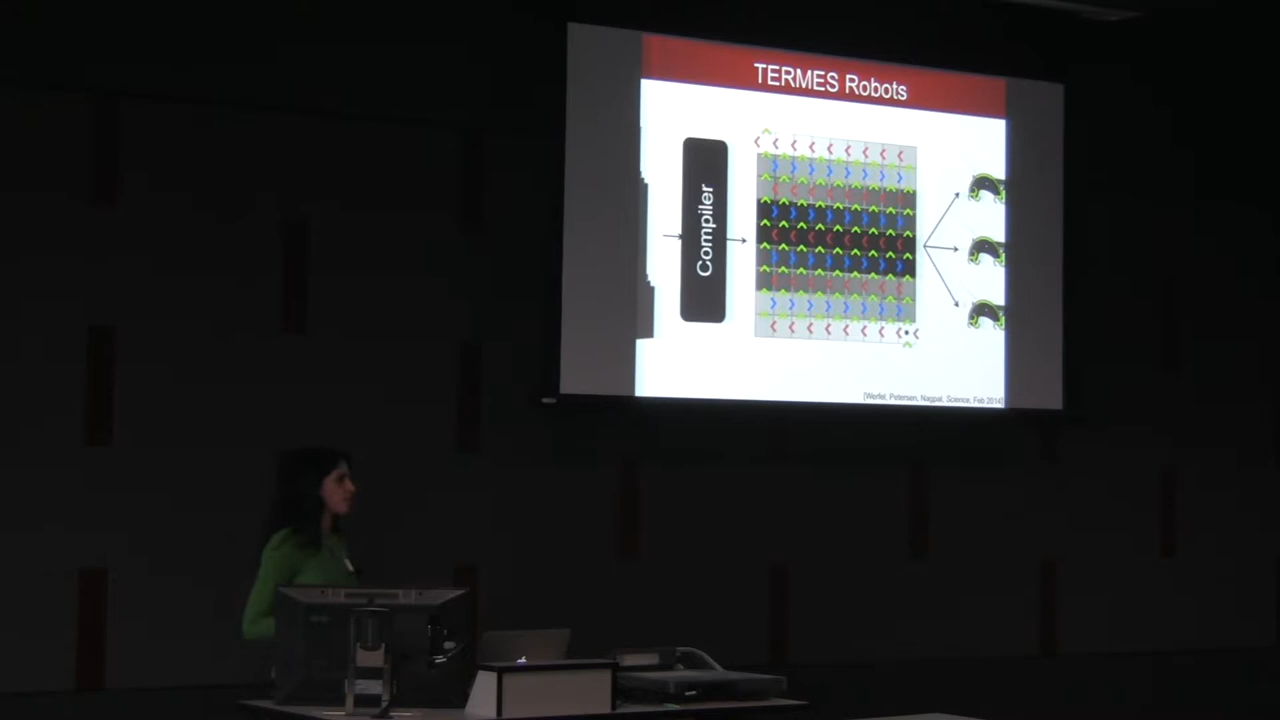 TERMES Robots
Compiler
[Werfel, Petersen, Nagpal, Science, Feb 2014]